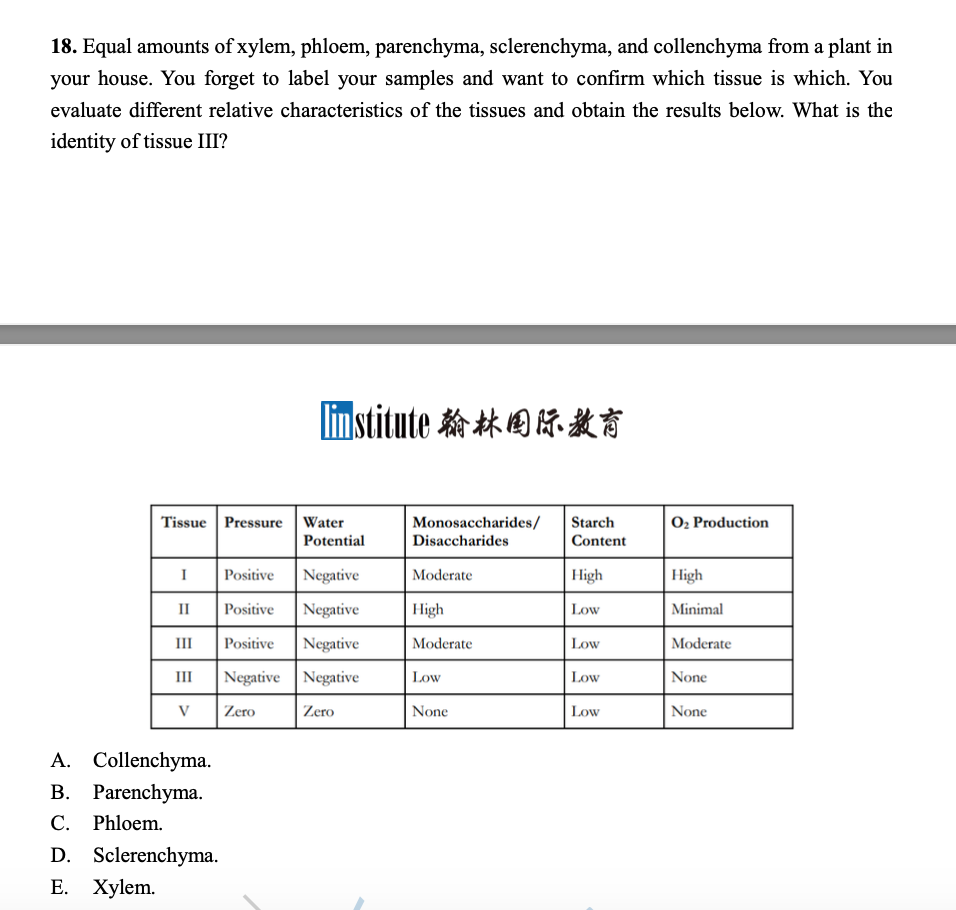 18. Equal amounts of xylem, phloem, parenchyma, sclerenchyma, and collenchyma from a plant in
your house. You forget to label your samples and want to confirm which tissue is which. You
evaluate different relative characteristics of the tissues and obtain the results below. What is the
identity of tissue III?
linstitute 翰林国际教育
Tissue Pressure Water Potential Monosaccharides/ Disaccharides Starch Content O₂ Production
I Positive Negative Moderate High High
II Positive Negative High Low Minimal
III Positive Negative Moderate Low Moderate
III Negative Negative Low Low None
V Zero Zero None Low None
A. Collenchyma.
B. Parenchyma.
C. Phloem.
D. Sclerenchyma.
E. Xylem.